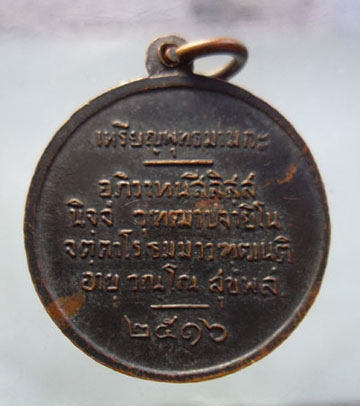 เหรียญพุทธมามกะ
อภิวาทนสีลิสฺส
นิจฺจํ วุฑฺฒาปจายิโน
จตฺตาโร ธมฺมา วฑฺฒนฺติ
อายุ วณฺโณ สุขํ พลํ
๒๕๑๖